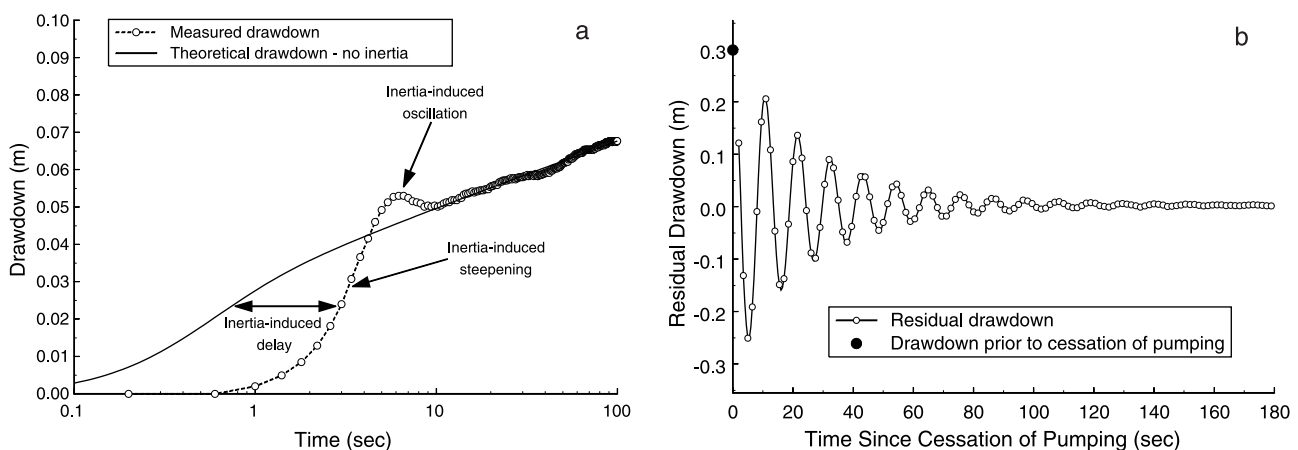 a
Measured drawdown
Theoretical drawdown - no inertia
Inertia-induced
oscillation
Inertia-induced
steepening
Inertia-induced
delay
Drawdown (m)
0.10
0.09
0.08
0.07
0.06
0.05
0.04
0.03
0.02
0.01
0.00
0.1
1
10
100
Time (sec)
b
Residual Drawdown (m)
0.3
0.2
0.1
0.0
-0.1
-0.2
-0.3
Residual drawdown
Drawdown prior to cessation of pumping
0
20
40
60
80
100
120
140
160
180
Time Since Cessation of Pumping (sec)